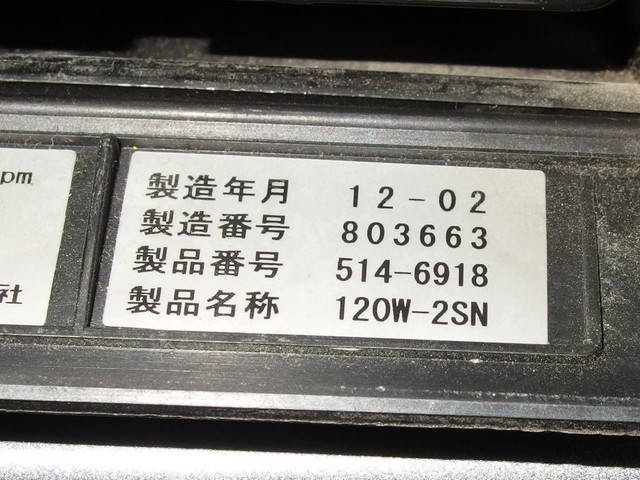 pm
社
製造年月 12-02
製造番号 803663
製品番号 514-6918
製品名称 120W-2SN